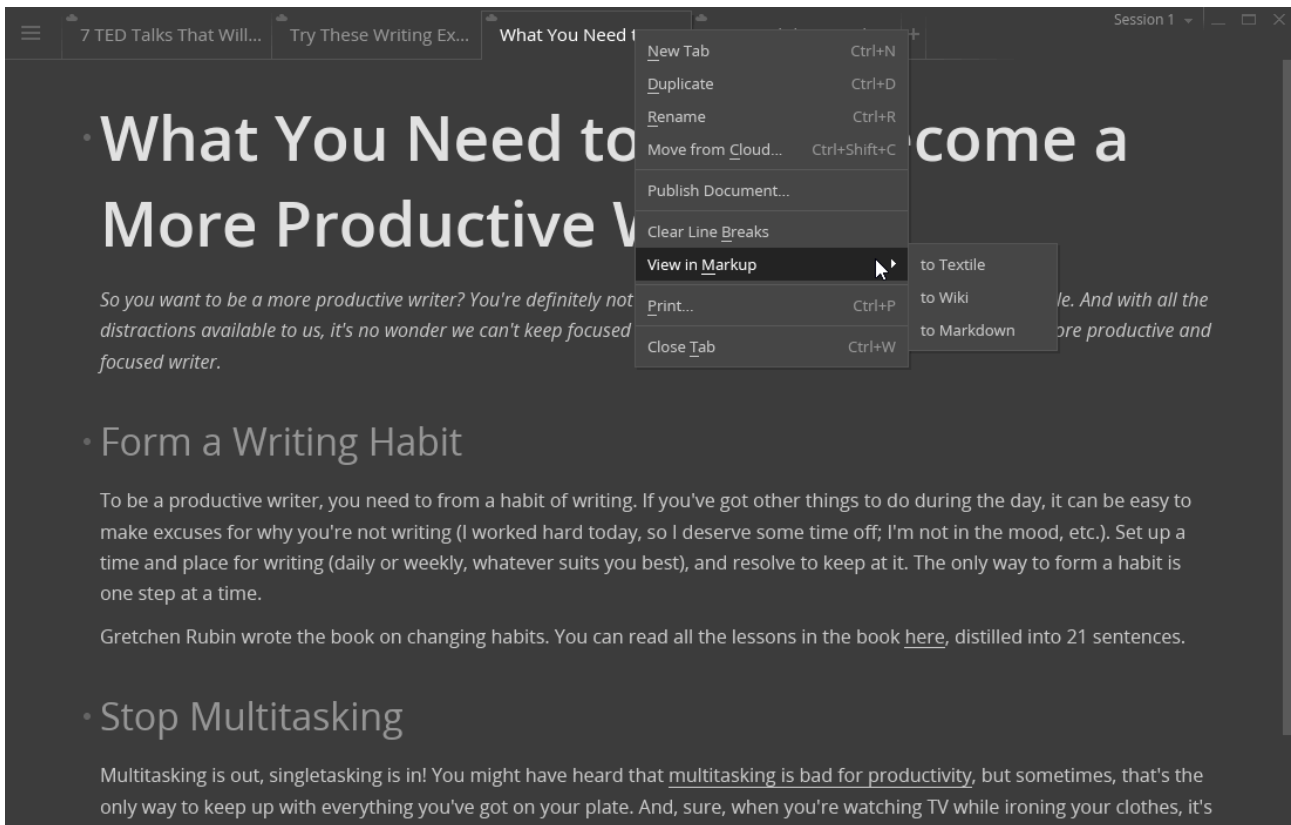 Session 1
7 TED Talks That Will...
Try These Writing Ex...
What You Need
New Tab Ctrl+N
Duplicate Ctrl+D
Rename Ctrl+R
Move from Cloud... Ctrl+Shift+C
Publish Document...
Clear Line Breaks
View in Markup
Print... Ctrl+P
Close Tab Ctrl+W
to Textile
to Wiki
to Markdown
What You Need to come a
More Productive
So you want to be a more productive writer? You're definitely not And with all the
distractions available to us, it's no wonder we can't keep focused productive and
focused writer.
Form a Writing Habit
To be a productive writer, you need to from a habit of writing. If you've got other things to do during the day, it can be easy to
make excuses for why you're not writing (I worked hard today, so I deserve some time off; I'm not in the mood, etc.). Set up a
time and place for writing (daily or weekly, whatever suits you best), and resolve to keep at it. The only way to form a habit is
one step at a time.
Gretchen Rubin wrote the book on changing habits. You can read all the lessons in the book here, distilled into 21 sentences.
Stop Multitasking
Multitasking is out, singletasking is in! You might have heard that multitasking is bad for productivity, but sometimes, that's the
only way to keep up with everything you've got on your plate. And, sure, when you're watching TV while ironing your clothes, it's